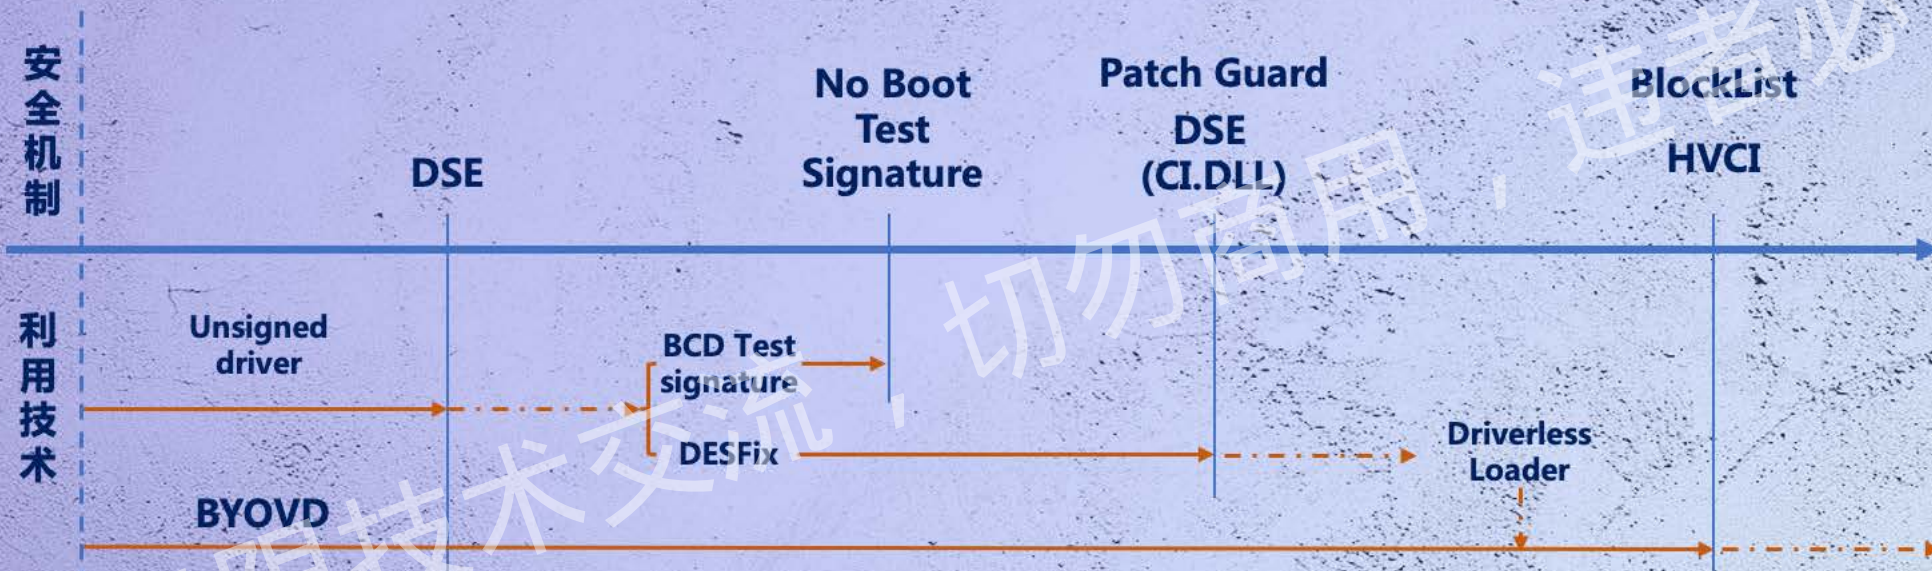 安全机制
No Boot
Test
Signature
Patch Guard
DSE
(CI.DLL)
BlockList
HVCI
DSE
利用技术
Unsigned
driver
BCD Test
signature
DESFix
Driverless
Loader
BYOVD
技术交流，切勿商用，违者必